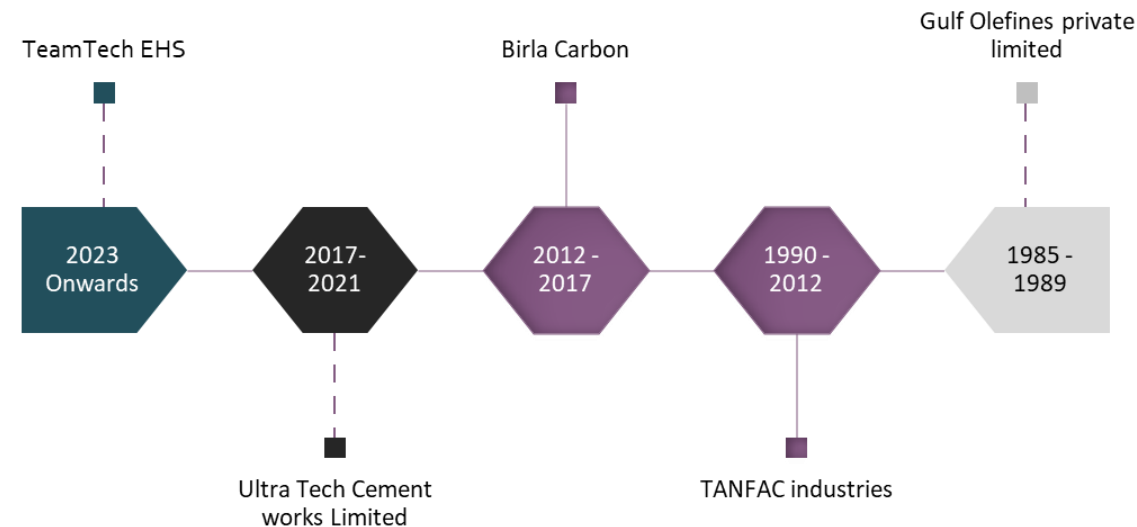 TeamTech EHS
Birla Carbon
Gulf Olefines private
limited
2023
Onwards
2017-
2021
2012 -
2017
1990 -
2012
1985 -
1989
Ultra Tech Cement
works Limited
TANFAC industries